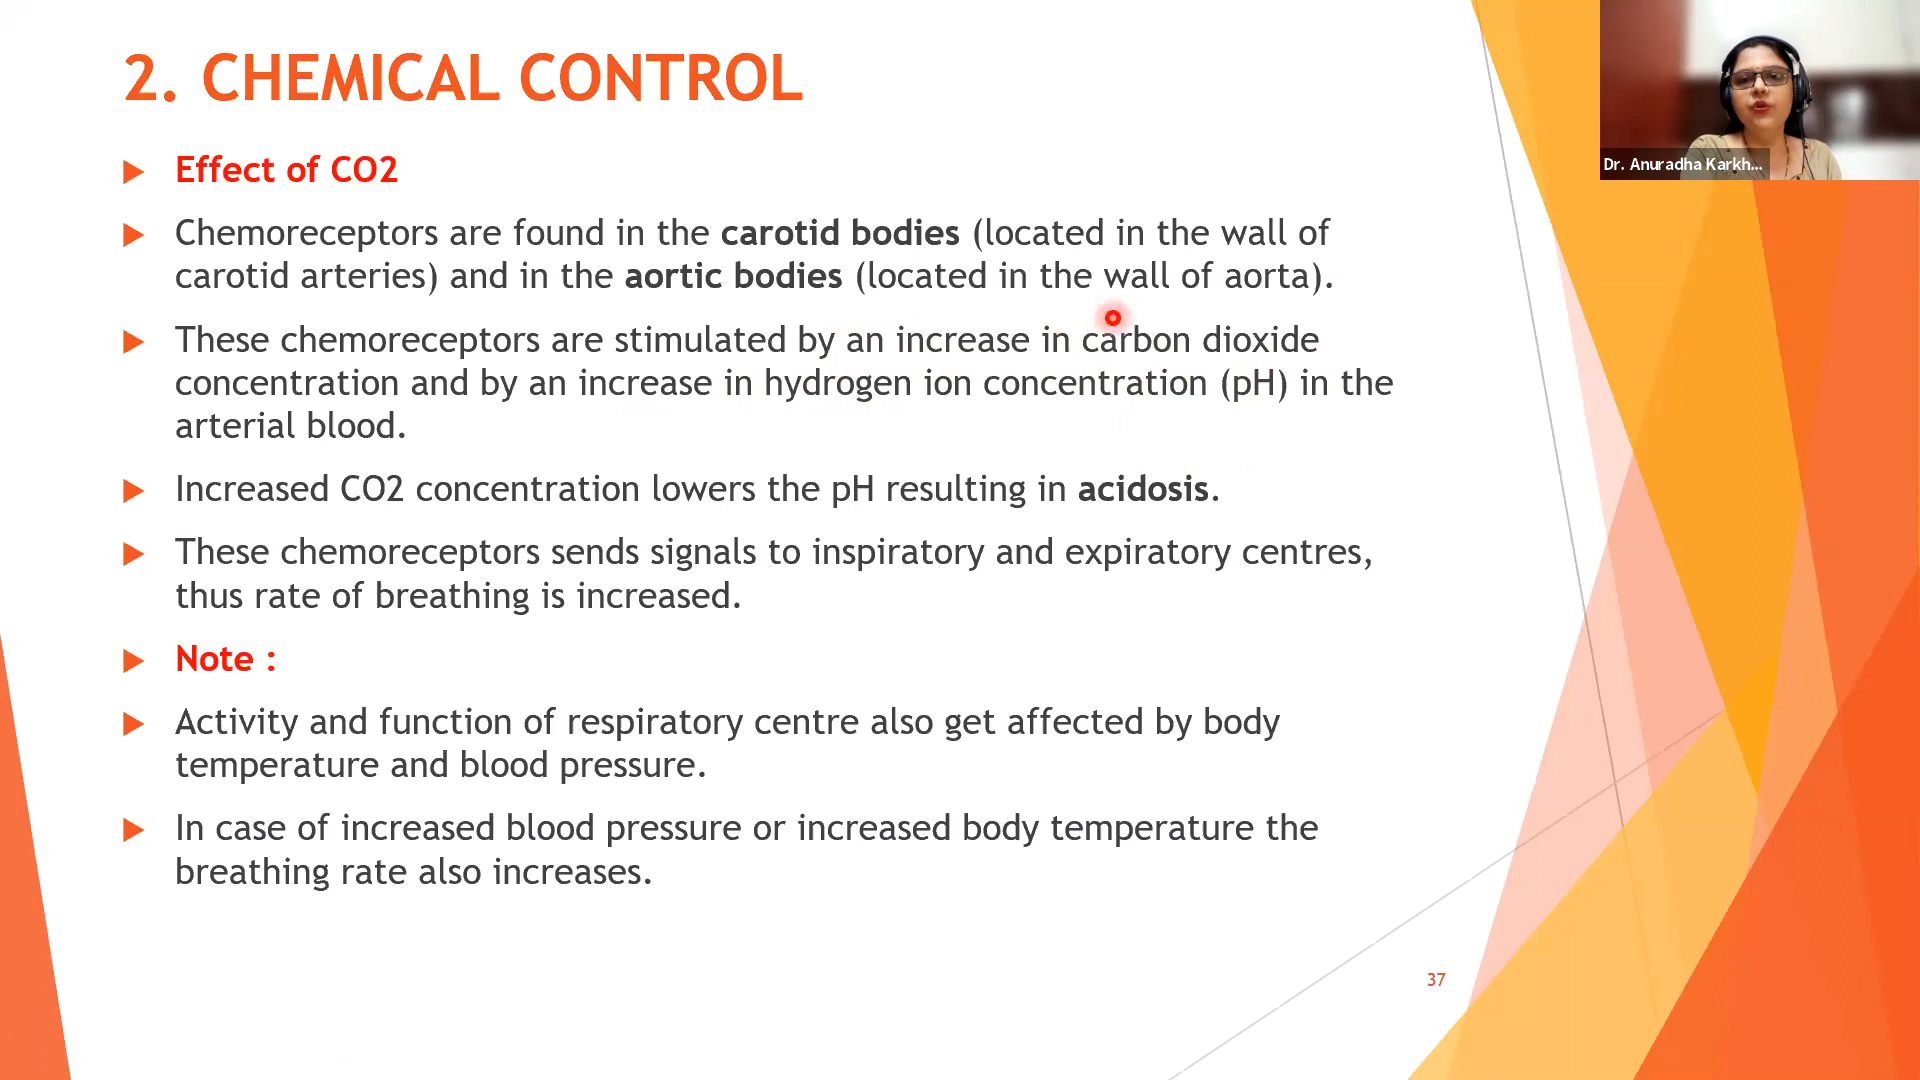 2. CHEMICAL CONTROL
Effect of CO2
Chemoreceptors are found in the carotid bodies (located in the wall of
carotid arteries) and in the aortic bodies (located in the wall of aorta).
These chemoreceptors are stimulated by an increase in carbon dioxide
concentration and by an increase in hydrogen ion concentration (pH) in the
arterial blood.
Increased CO2 concentration lowers the pH resulting in acidosis.
These chemoreceptors sends signals to inspiratory and expiratory centres,
thus rate of breathing is increased.
Note :
Activity and function of respiratory centre also get affected by body
temperature and blood pressure.
In case of increased blood pressure or increased body temperature the
breathing rate also increases.
37
Dr. Anuradha Karkh...